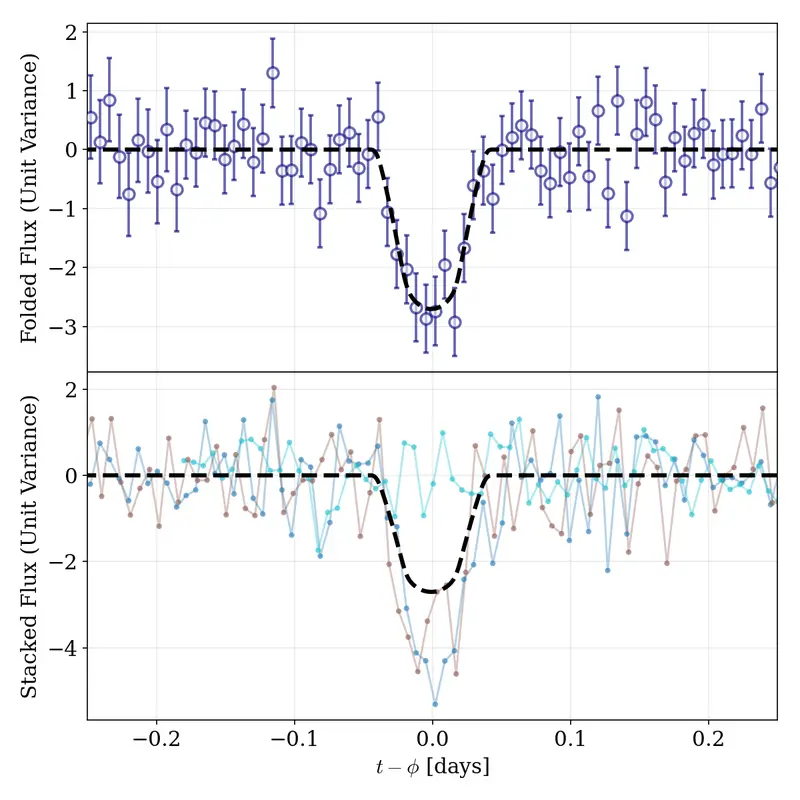 Folded Flux (Unit Variance)
2
1
0
−1
−2
−3
Stacked Flux (Unit Variance)
2
0
−2
−4
−0.2 −0.1 0.0 0.1 0.2
t − ϕ [days]